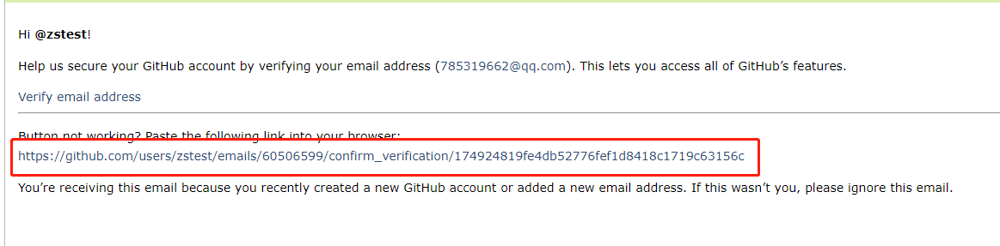 Hi @zstest!
Help us secure your GitHub account by verifying your email address (785319662@qq.com). This lets you access all of GitHub’s features.
Verify email address
Button not working? Paste the following link into your browser:
https://github.com/users/zstest/emails/60506599/confirm_verification/174924819fe4db52776fef1d8418c1719c63156c
You’re receiving this email because you recently created a new GitHub account or added a new email address. If this wasn’t you, please ignore this email.